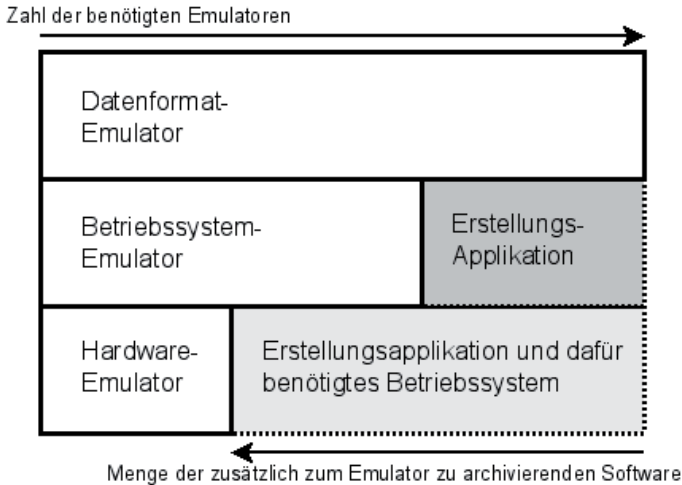 Zahl der benötigten Emulatoren
Datenformat-
Emulator
Betriebssystem-
Emulator
Erstellungs-
Applikation
Hardware-
Emulator
Erstellungsapplikation und dafür
benötigtes Betriebssystem
Menge der zusätzlich zum Emulator zu archivierenden Software